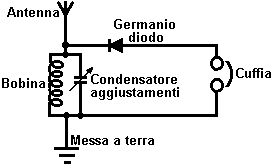 Antenna
Germanio
diodo
Bobina
Condensatore
aggiustamenti
Cuffia
Messa a terra